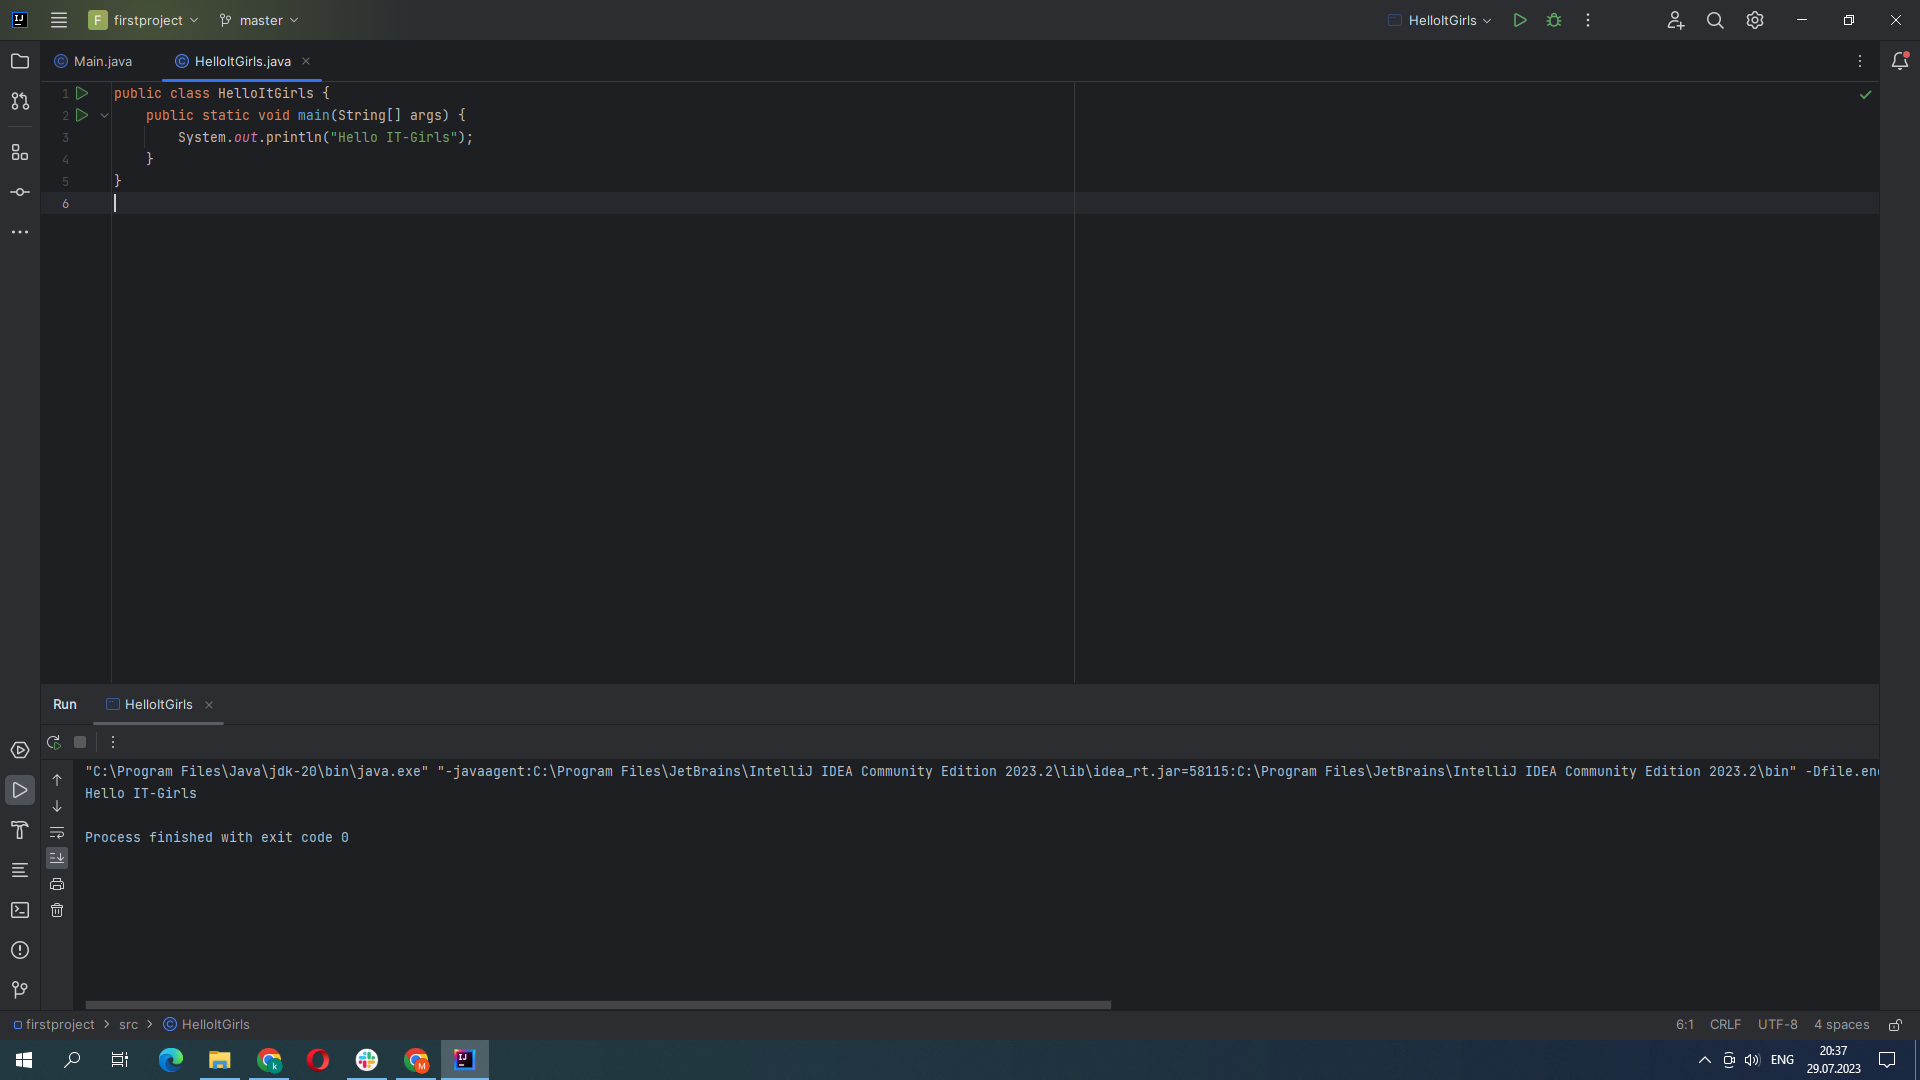 F firstproject master HelloItGirls
Main.java HelloItGirls.java
1 public class HelloItGirls {
2 public static void main(String[] args) {
3 System.out.println("Hello IT-Girls");
4 }
5 }
6
Run HelloItGirls
"C:\Program Files\Java\jdk-20\bin\java.exe" "-javaagent:C:\Program Files\JetBrains\IntelliJ IDEA Community Edition 2023.2\lib\idea_rt.jar=58115:C:\Program Files\JetBrains\IntelliJ IDEA Community Edition 2023.2\bin" -Dfile.enc
Hello IT-Girls
Process finished with exit code 0
firstproject > src > HelloItGirls 6:1 CRLF UTF-8 4 spaces
ENG 20:37
29.07.2023